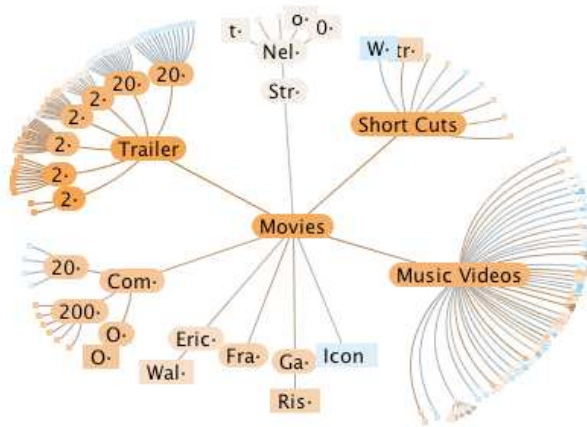 t·
o·
0·
Nel·
W·
tr·
20·
20·
2·
2·
Str·
Short Cuts
2·
Trailer
2·
2·
Movies
20·
Com·
Music Videos
200·
O·
O·
Eric·
Fra·
Ga·
Icon
Wal·
Ris·